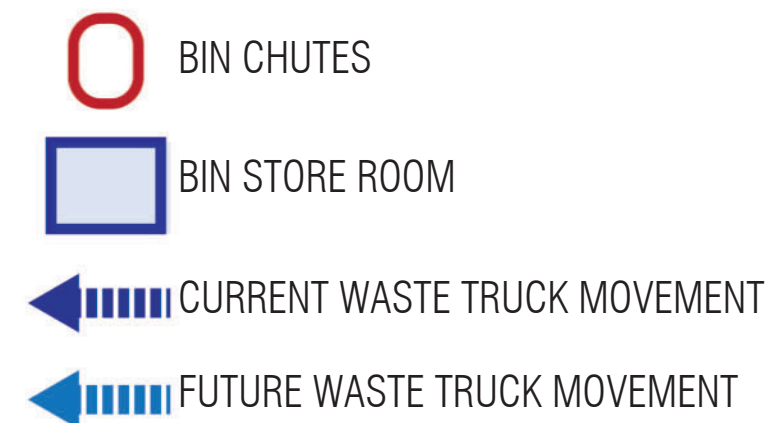 BIN CHUTES
BIN STORE ROOM
CURRENT WASTE TRUCK MOVEMENT
FUTURE WASTE TRUCK MOVEMENT